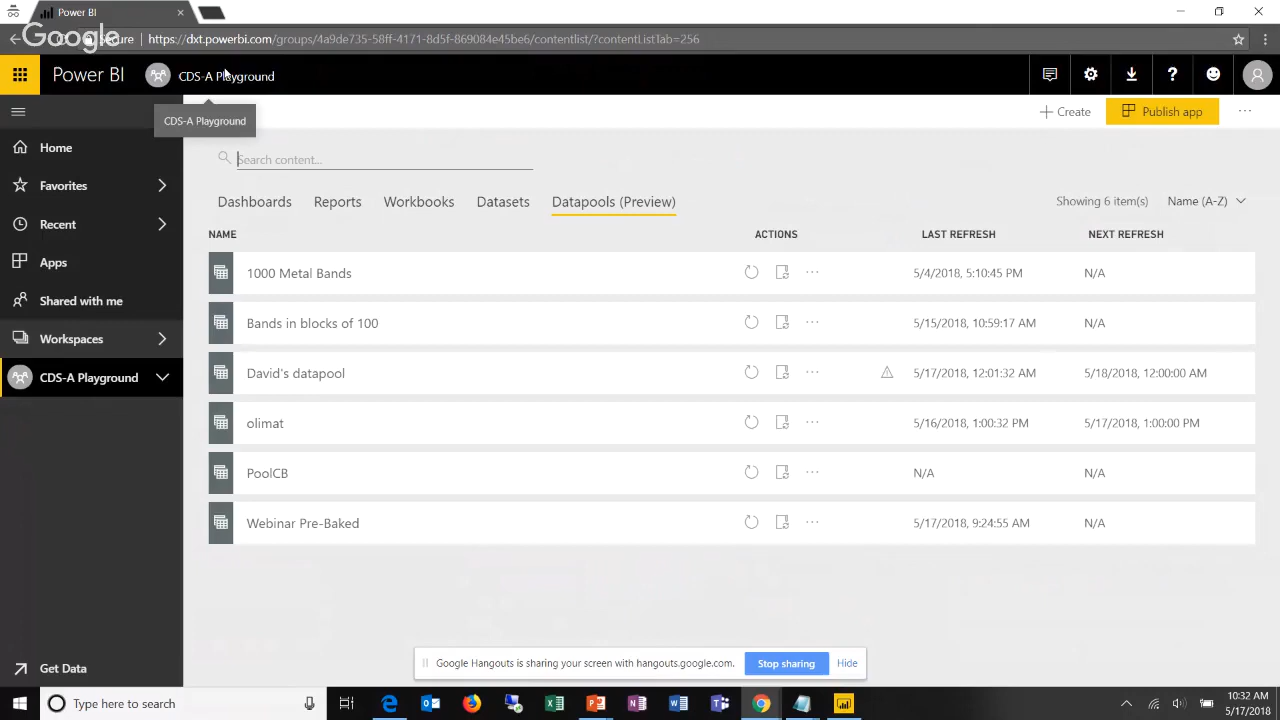 Power BI
Google
Secure
https://dxt.powerbi.com/groups/4a9de735-58ff-4171-8d5f-869084e45be6/contentlist/?contentListTab=256
Power BI
CDS-A Playground
CDS-A Playground
Create
Publish app
Home
Favorites
Recent
Apps
Shared with me
Workspaces
CDS-A Playground
Get Data
Search content...
Dashboards Reports Workbooks Datasets Datapools (Preview)
Showing 6 item(s) Name (A-Z)
NAME ACTIONS LAST REFRESH NEXT REFRESH
1000 Metal Bands 5/4/2018, 5:10:45 PM N/A
Bands in blocks of 100 5/15/2018, 10:59:17 AM N/A
David's datapool 5/17/2018, 12:01:32 AM 5/18/2018, 12:00:00 AM
olimat 5/16/2018, 1:00:32 PM 5/17/2018, 1:00:00 PM
PoolCB N/A N/A
Webinar Pre-Baked 5/17/2018, 9:24:55 AM N/A
Google Hangouts is sharing your screen with hangouts.google.com. Stop sharing Hide
Type here to search
10:32 AM
5/17/2018